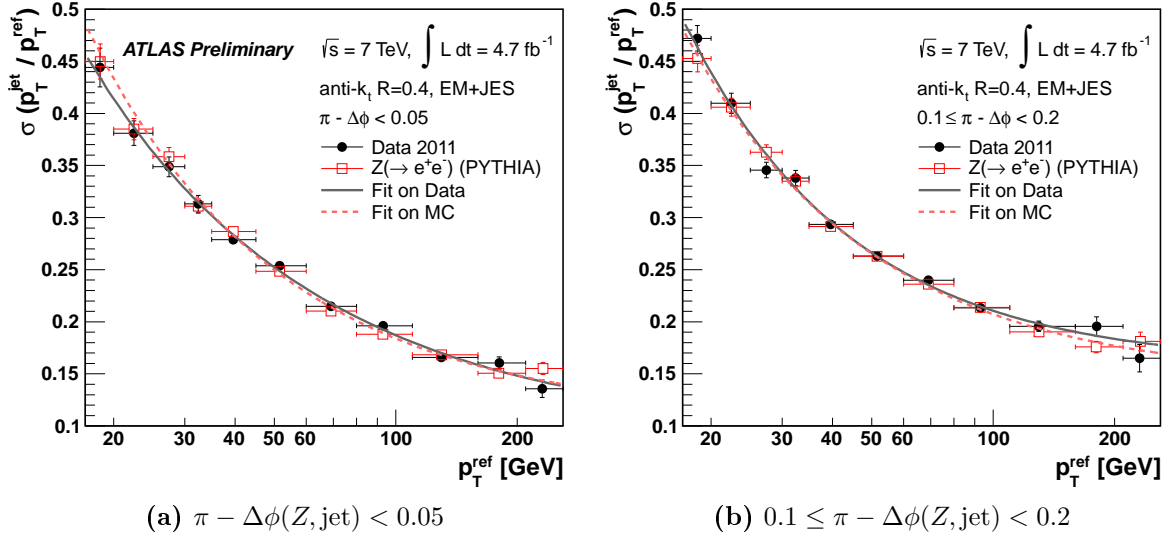 σ (p_T^jet / p_T^ref)
0.5
0.45
0.4
0.35
0.3
0.25
0.2
0.15
0.1
ATLAS Preliminary
√s = 7 TeV, ∫ L dt = 4.7 fb⁻¹
anti-k_t R=0.4, EM+JES
π - Δϕ < 0.05
Data 2011
Z(→ e⁺e⁻) (PYTHIA)
Fit on Data
Fit on MC
20 30 40 50 60 100 200
p_T^ref [GeV]
(a) π − Δϕ(Z, jet) < 0.05
σ (p_T^jet / p_T^ref)
0.5
0.45
0.4
0.35
0.3
0.25
0.2
0.15
0.1
√s = 7 TeV, ∫ L dt = 4.7 fb⁻¹
anti-k_t R=0.4, EM+JES
0.1 ≤ π - Δϕ < 0.2
Data 2011
Z(→ e⁺e⁻) (PYTHIA)
Fit on Data
Fit on MC
20 30 40 50 60 100 200
p_T^ref [GeV]
(b) 0.1 ≤ π − Δϕ(Z, jet) < 0.2